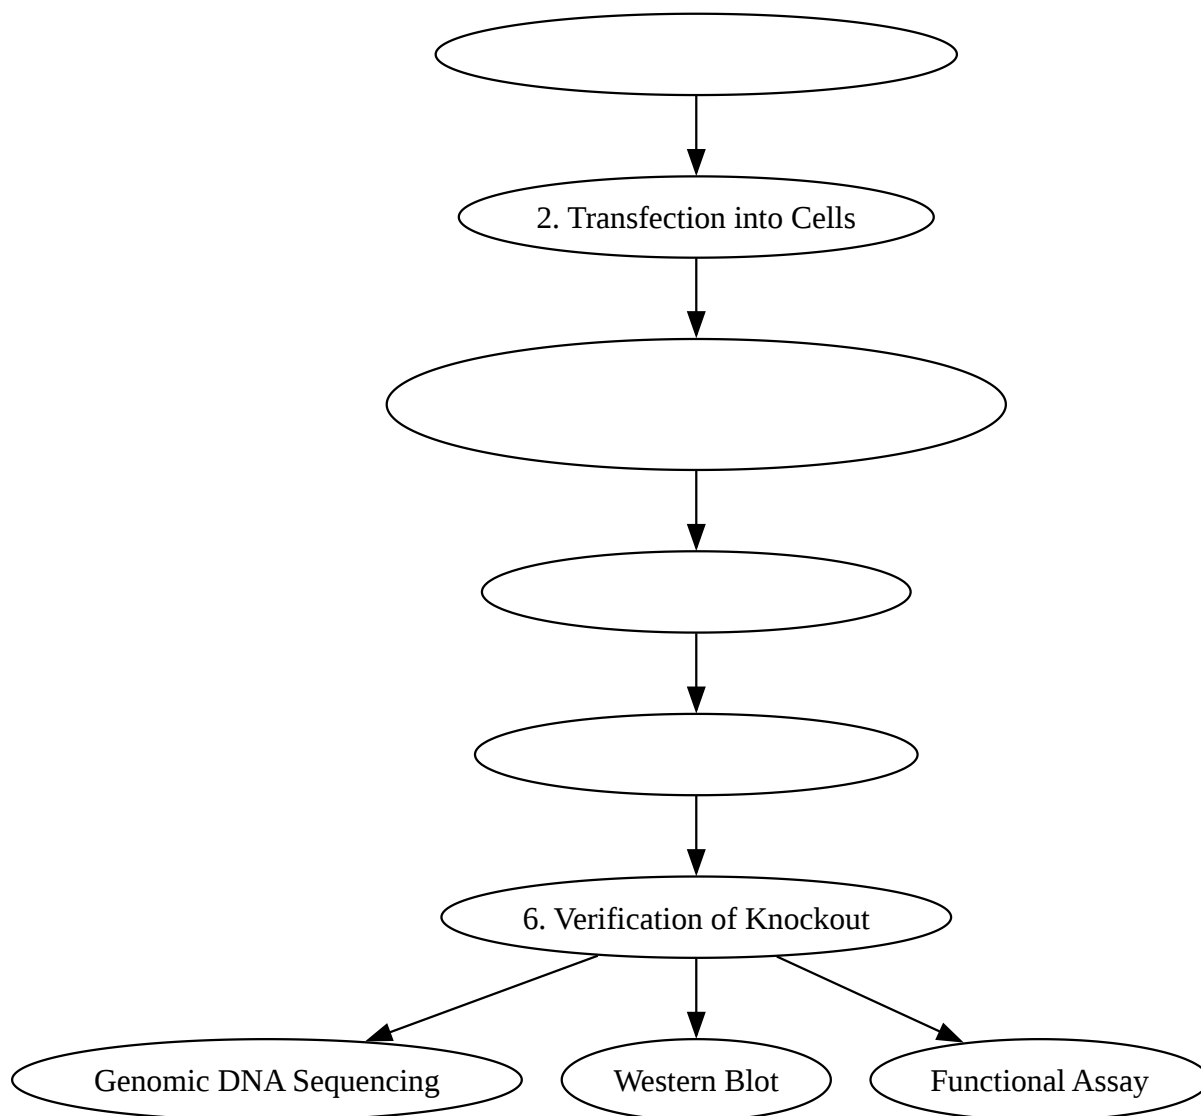 2. Transfection into Cells
6. Verification of Knockout
Genomic DNA Sequencing
Western Blot
Functional Assay